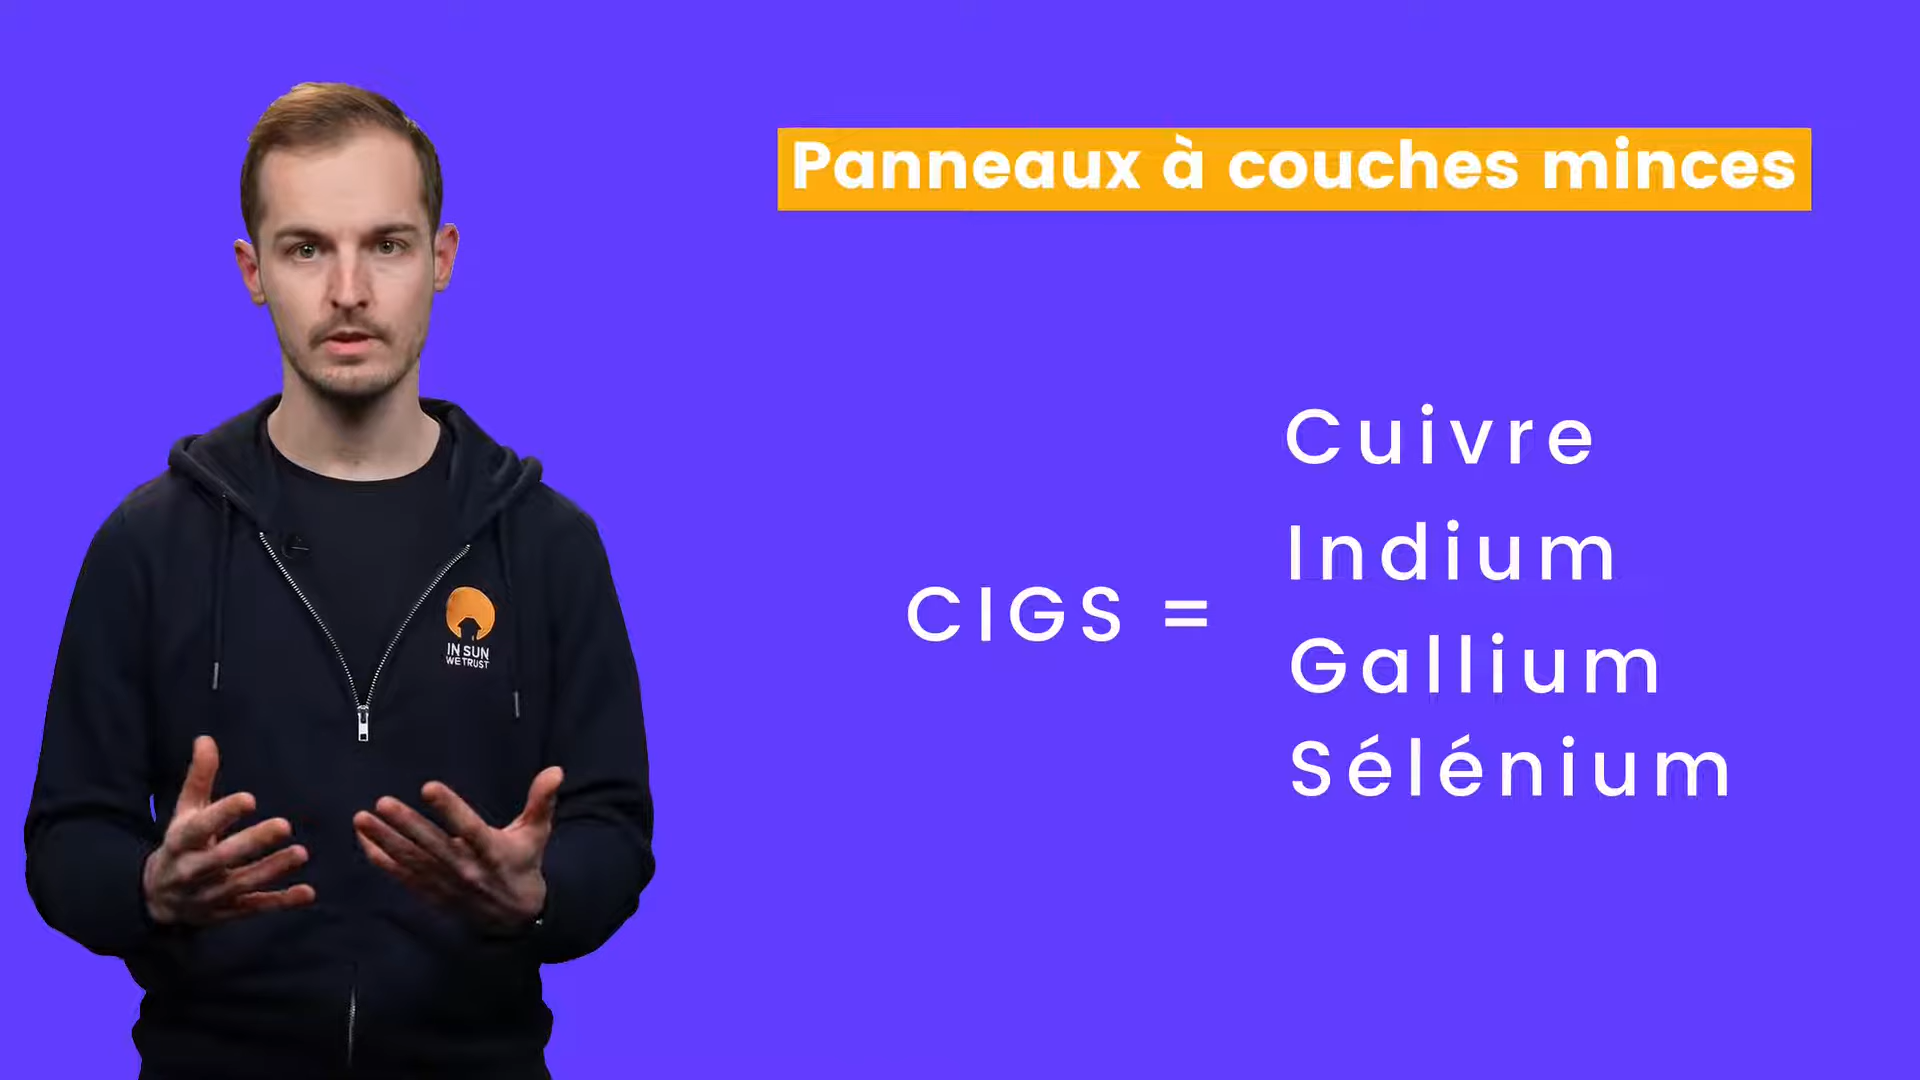 Panneaux à couches minces
Cuivre
Indium
CIGS =
Gallium
Sélénium
IN SUN
WE TRUST